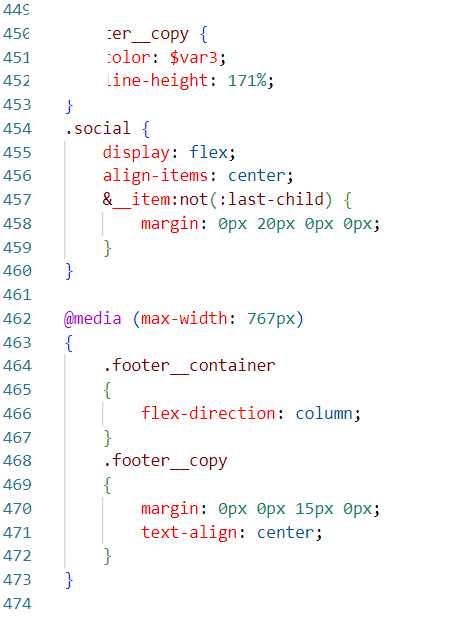 449
450 er__copy {
451 olor: $var3;
452 line-height: 171%;
453 }
454 .social {
455 display: flex;
456 align-items: center;
457 &__item:not(:last-child) {
458 margin: 0px 20px 0px 0px;
459 }
460 }
461
462 @media (max-width: 767px)
463 {
464 .footer__container
465 {
466 flex-direction: column;
467 }
468 .footer__copy
469 {
470 margin: 0px 0px 15px 0px;
471 text-align: center;
472 }
473 }
474